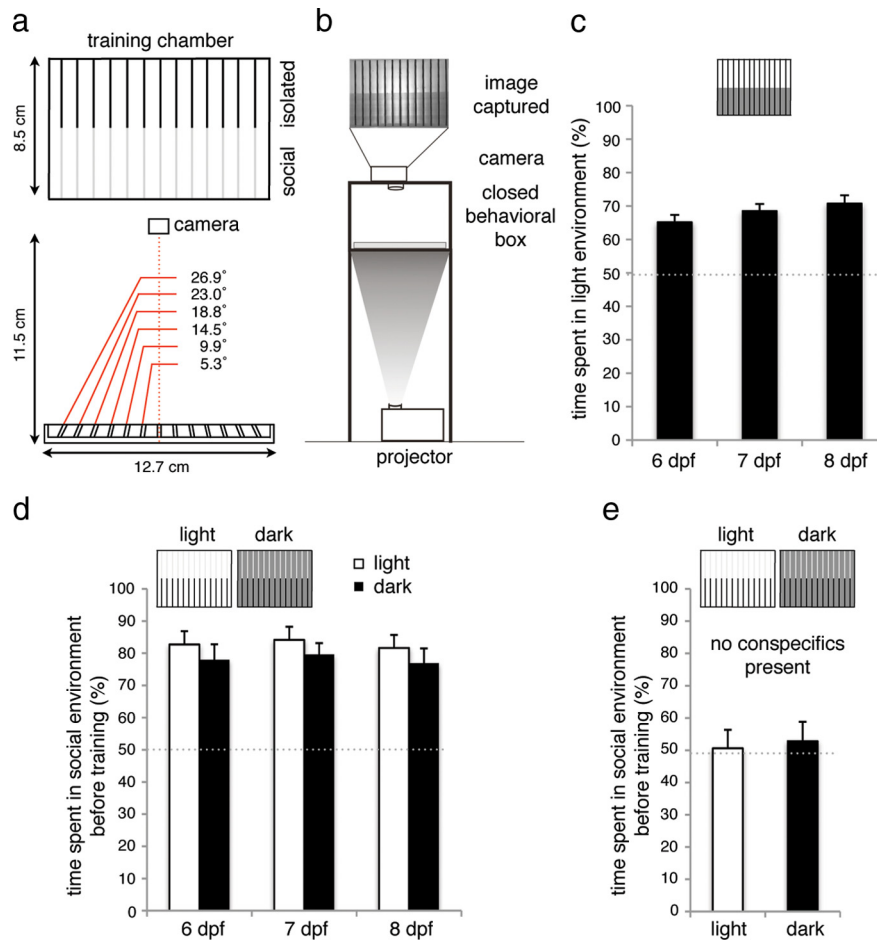 a
training chamber
8.5 cm
isolated
social
camera
11.5 cm
26.9°
23.0°
18.8°
14.5°
9.9°
5.3°
12.7 cm
b
image
captured
camera
closed
behavioral
box
projector
c
time spent in light environment (%)
100
90
80
70
60
50
40
30
20
10
0
6 dpf 7 dpf 8 dpf
d
light dark
light
dark
time spent in social environment
before training (%)
100
90
80
70
60
50
40
30
20
10
0
6 dpf 7 dpf 8 dpf
e
light dark
no conspecifics
present
time spent in social environment
before training (%)
100
90
80
70
60
50
40
30
20
10
0
light dark